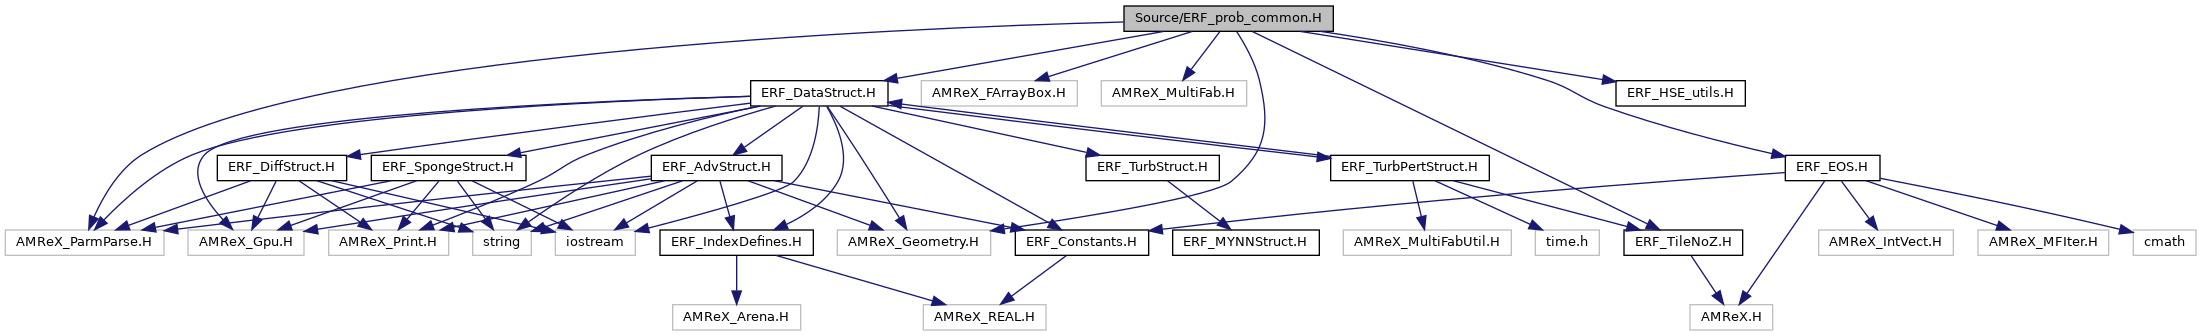 Source/ERF_prob_common.H
ERF_DataStruct.H
AMReX_FArrayBox.H
AMReX_MultiFab.H
ERF_HSE_utils.H
ERF_DiffStruct.H
ERF_SpongeStruct.H
ERF_AdvStruct.H
ERF_TurbStruct.H
ERF_TurbPertStruct.H
ERF_EOS.H
AMReX_ParmParse.H
AMReX_Gpu.H
AMReX_Print.H
string
iostream
ERF_IndexDefines.H
AMReX_Geometry.H
ERF_Constants.H
ERF_MYNNStruct.H
AMReX_MultiFabUtil.H
time.h
ERF_TileNoZ.H
AMReX_IntVect.H
AMReX_MFIter.H
cmath
AMReX_Arena.H
AMReX_REAL.H
AMReX.H